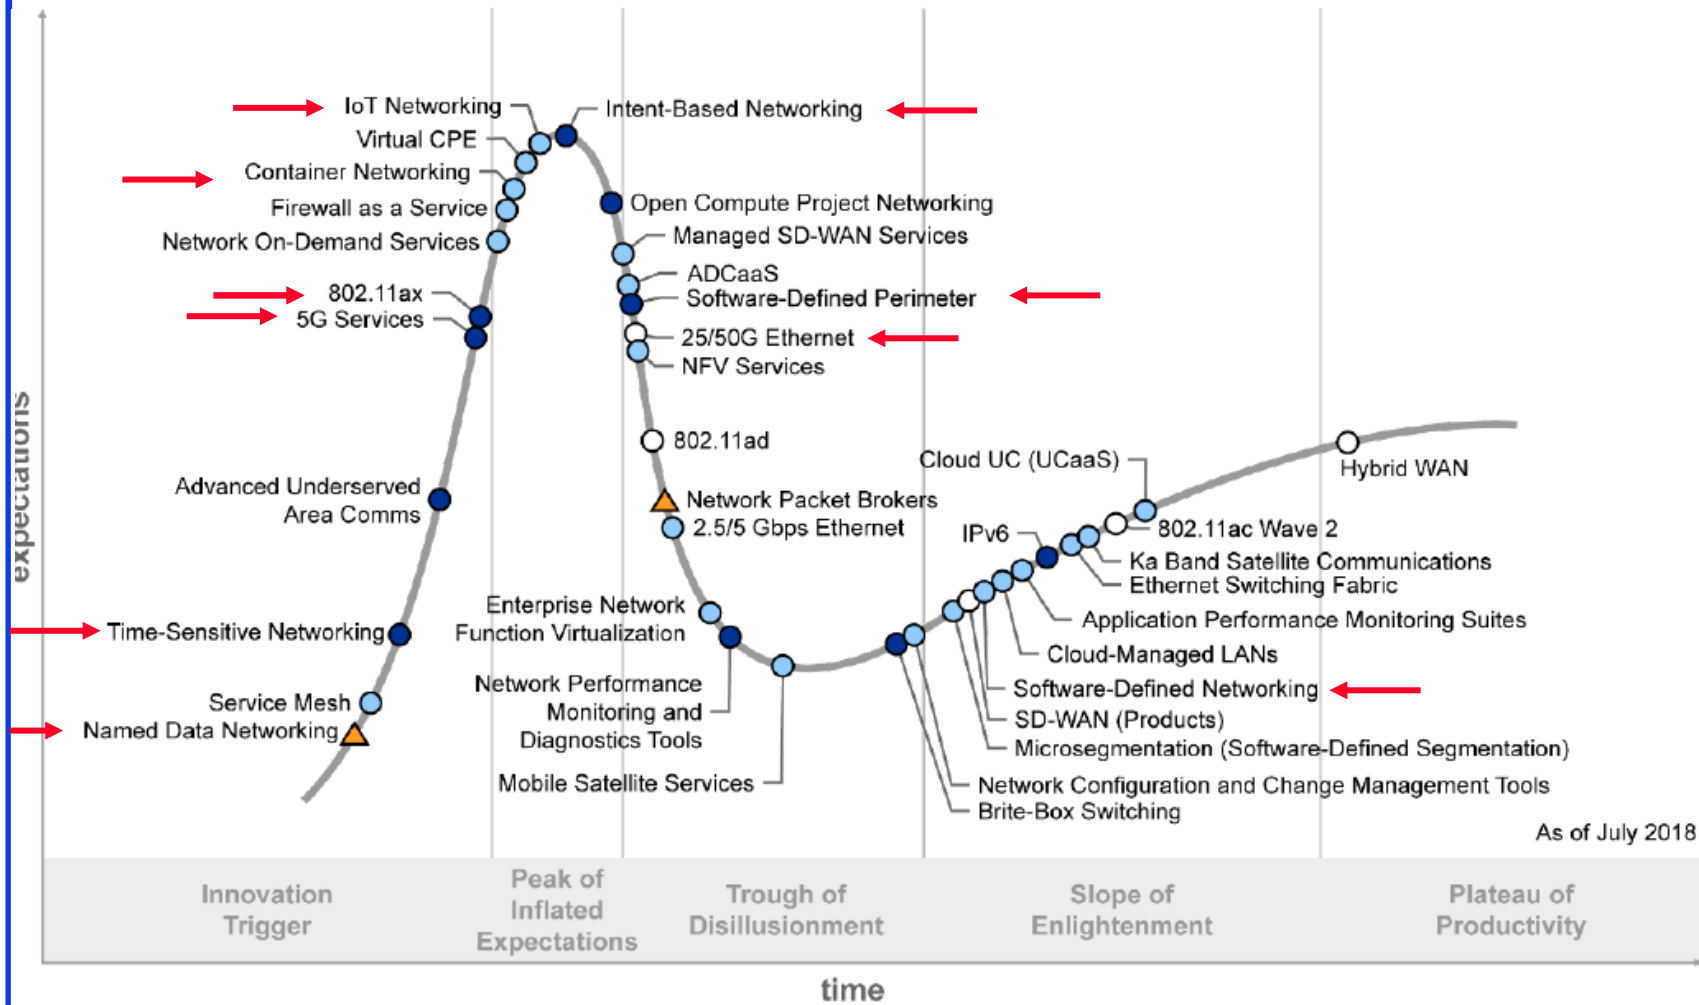 IoT Networking
Intent-Based Networking
Virtual CPE
Container Networking
Firewall as a Service
Open Compute Project Networking
Network On-Demand Services
Managed SD-WAN Services
ADCaaS
802.11ax
Software-Defined Perimeter
5G Services
25/50G Ethernet
NFV Services
802.11ad
Cloud UC (UCaaS)
Hybrid WAN
Advanced Underserved
Area Comms
Network Packet Brokers
2.5/5 Gbps Ethernet
802.11ac Wave 2
IPv6
Ka Band Satellite Communications
Ethernet Switching Fabric
Enterprise Network
Function Virtualization
Application Performance Monitoring Suites
Time-Sensitive Networking
Cloud-Managed LANs
Network Performance
Monitoring and
Diagnostics Tools
Software-Defined Networking
Service Mesh
SD-WAN (Products)
Named Data Networking
Microsegmentation (Software-Defined Segmentation)
Mobile Satellite Services
Network Configuration and Change Management Tools
Brite-Box Switching
As of July 2018
expectations
Innovation
Trigger
Peak of
Inflated
Expectations
Trough of
Disillusionment
Slope of
Enlightenment
Plateau of
Productivity
time